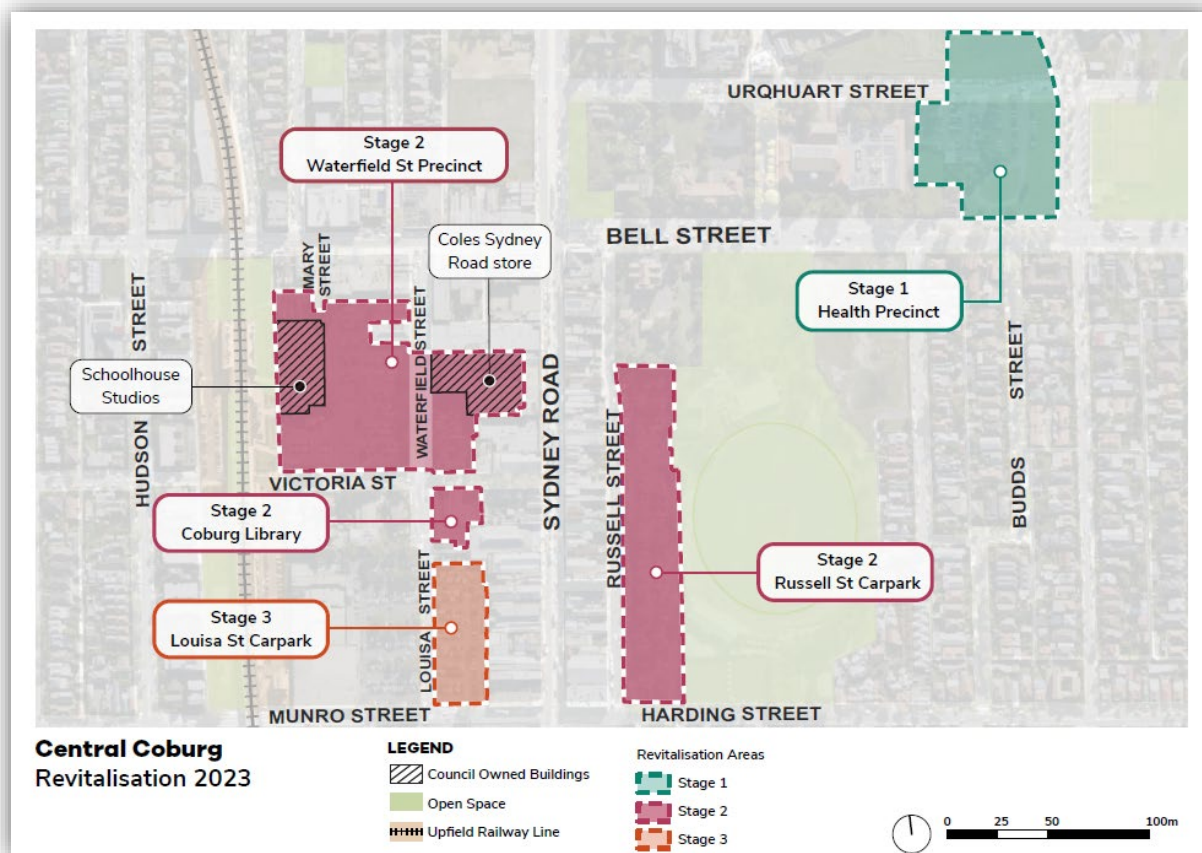 URQHUART STREET
Stage 2
Waterfield St Precinct
Coles Sydney
Road store
BELL STREET
MARY
STREET
Stage 1
Health Precinct
HUDSON STREET
Schoolhouse
Studios
WATERFIELD STREET
SYDNEY ROAD
RUSSELL STREET
BUDDS STREET
VICTORIA ST
Stage 2
Coburg Library
Stage 2
Russell St Carpark
Stage 3
Louisa St Carpark
LOUISA STREET
MUNRO STREET
HARDING STREET
Central Coburg
Revitalisation 2023
LEGEND
Council Owned Buildings
Open Space
Upfield Railway Line
Revitalisation Areas
Stage 1
Stage 2
Stage 3
0 25 50 100m